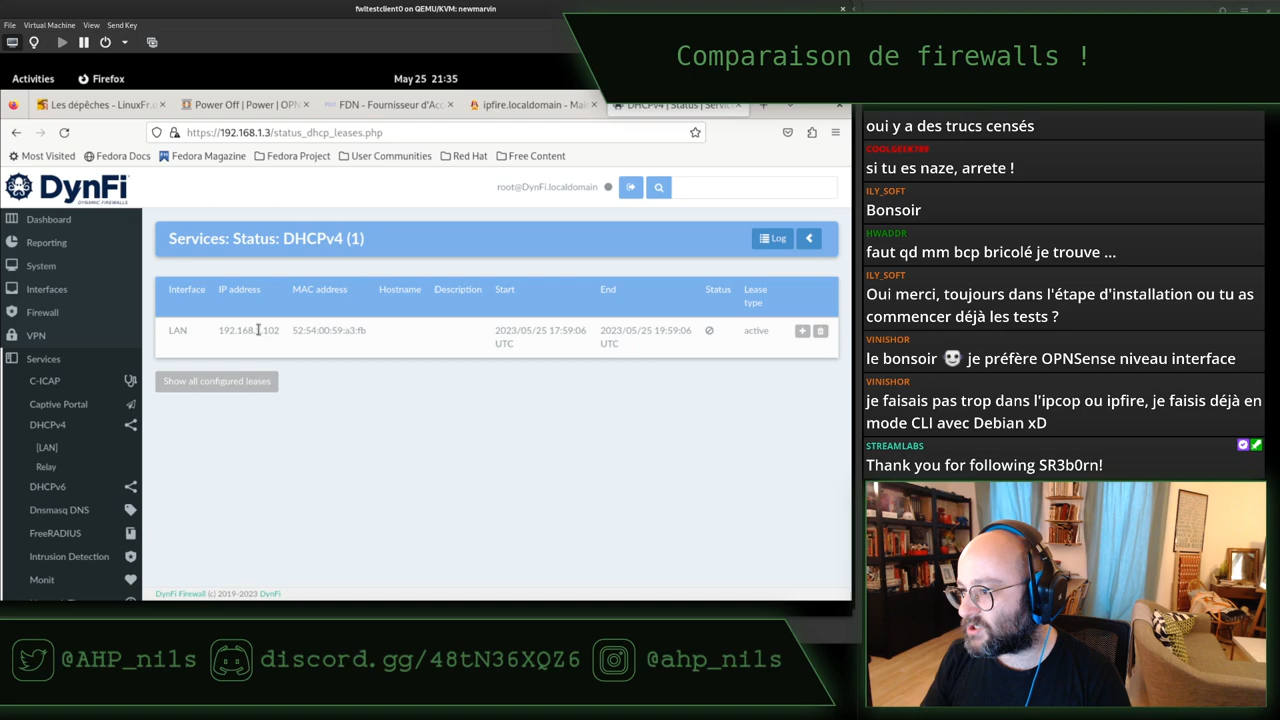 fwltestclient0 on QEMU/KVM: newmarvin
File Virtual Machine View Send Key
Activities Firefox May 25 21:35
Les dépêches - LinuxFr.o Power Off | Power | OPN FDN - Fournisseur d'Acc ipfire.localdomain - Mai DHCPv4 | Status | Servic
https://192.168.1.3/status_dhcp_leases.php
Most Visited Fedora Docs Fedora Magazine Fedora Project User Communities Red Hat Free Content
DynFi
DYNAMIC FIREWALLS
root@DynFi.localdomain
Dashboard
Reporting
System
Interfaces
Firewall
VPN
Services
C-ICAP
Captive Portal
DHCPv4
[LAN]
Relay
DHCPv6
Dnsmasq DNS
FreeRADIUS
Intrusion Detection
Monit
Services: Status: DHCPv4 (1)
Log
Interface IP address MAC address Hostname Description Start End Status Lease type
LAN 192.168.1.102 52:54:00:59:a3:fb 2023/05/25 17:59:06 UTC 2023/05/25 19:59:06 UTC active
Show all configured leases
DynFi Firewall (c) 2019-2023 DynFi
Comparaison de firewalls !
oui y a des trucs censés
COOLGEEK789
si tu es naze, arrete !
ILY_SOFT
Bonsoir
HWADDR
faut qd mm bcp bricolé je trouve ...
ILY_SOFT
Oui merci, toujours dans l'étape d'installation ou tu as
commencer déjà les tests ?
VINISHOR
le bonsoir je préfère OPNSense niveau interface
VINISHOR
je faisais pas trop dans l'ipcop ou ipfire, je faisis déjà en
mode CLI avec Debian xD
STREAMLABS
Thank you for following SR3b0rn!
@AHP_nils discord.gg/48tN36XQZ6 @ahp_nils